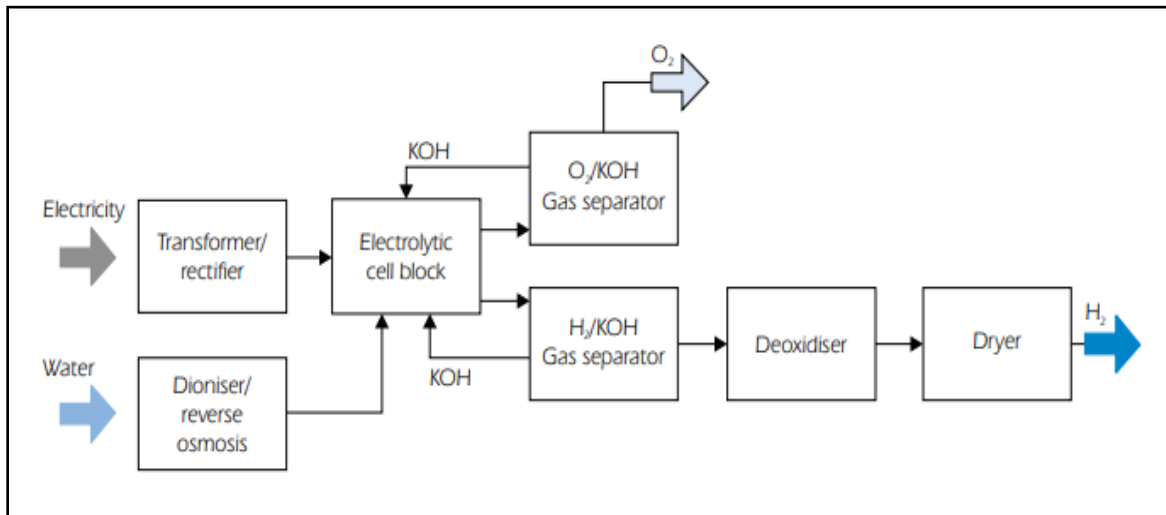 O₂
KOH
O₂/KOH
Gas separator
Electricity
Transformer/
rectifier
Electrolytic
cell block
H₂/KOH
Gas separator
Deoxidiser
Dryer
H₂
Water
KOH
Dioniser/
reverse
osmosis